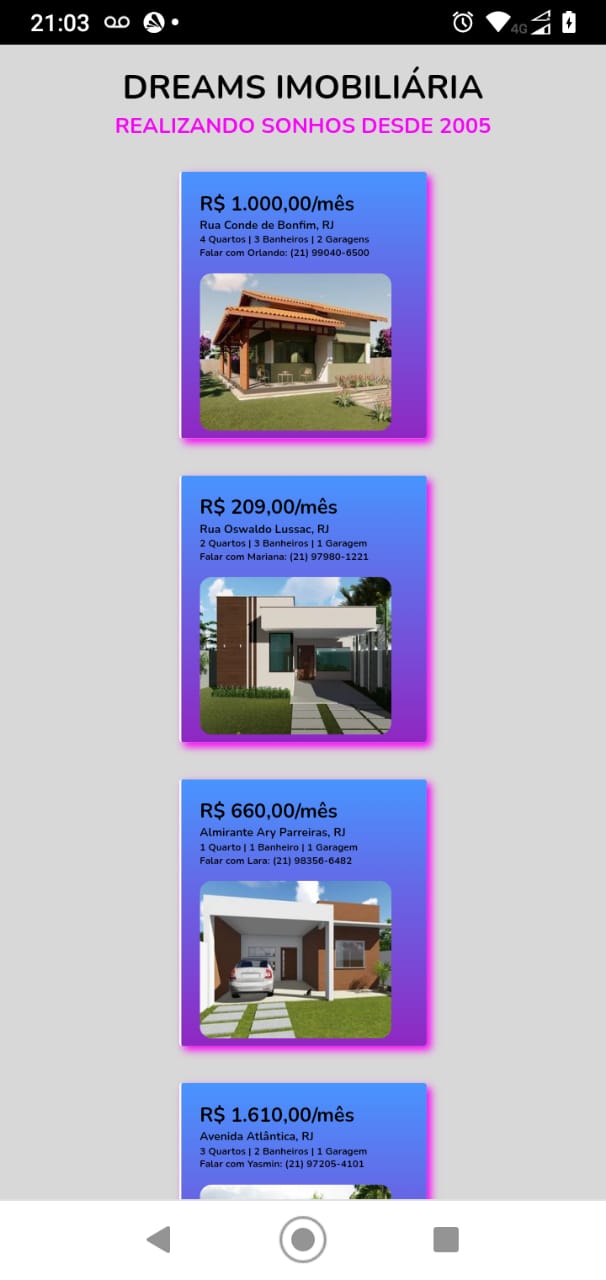 21:03
4G
DREAMS IMOBILIÁRIA
REALIZANDO SONHOS DESDE 2005
R$ 1.000,00/mês
Rua Conde de Bonfim, RJ
4 Quartos | 3 Banheiros | 2 Garagens
Falar com Orlando: (21) 99040-6500
R$ 209,00/mês
Rua Oswaldo Lussac, RJ
2 Quartos | 3 Banheiros | 1 Garagem
Falar com Mariana: (21) 97980-1221
R$ 660,00/mês
Almirante Ary Parreiras, RJ
1 Quarto | 1 Banheiro | 1 Garagem
Falar com Lara: (21) 98356-6482
R$ 1.610,00/mês
Avenida Atlântica, RJ
3 Quartos | 2 Banheiros | 1 Garagem
Falar com Yasmin: (21) 97205-4101